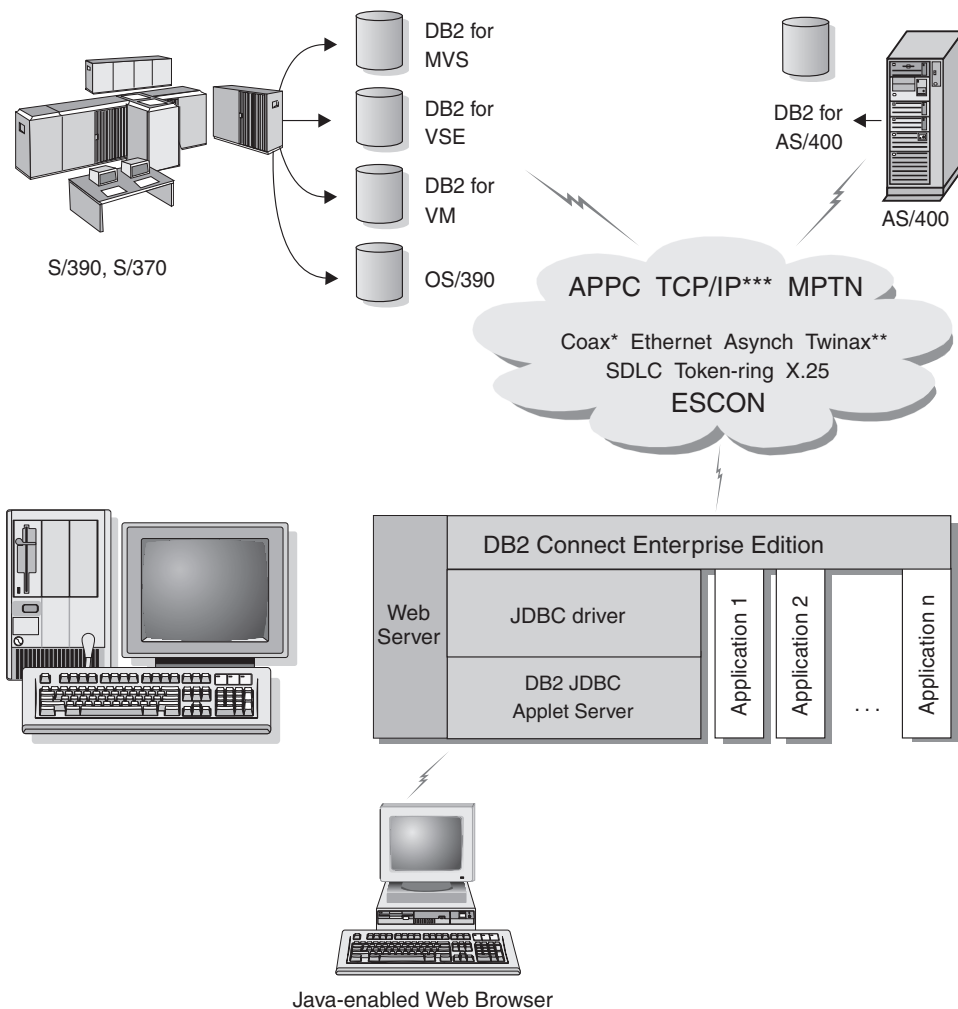 DB2 for
MVS
DB2 for
VSE
DB2 for
VM
OS/390
S/390, S/370
DB2 for
AS/400
AS/400
APPC TCP/IP*** MPTN
Coax* Ethernet Asynch Twinax**
SDLC Token-ring X.25
ESCON
DB2 Connect Enterprise Edition
Web
Server
JDBC driver
DB2 JDBC
Applet Server
Application 1
Application 2
. . .
Application n
Java-enabled Web Browser